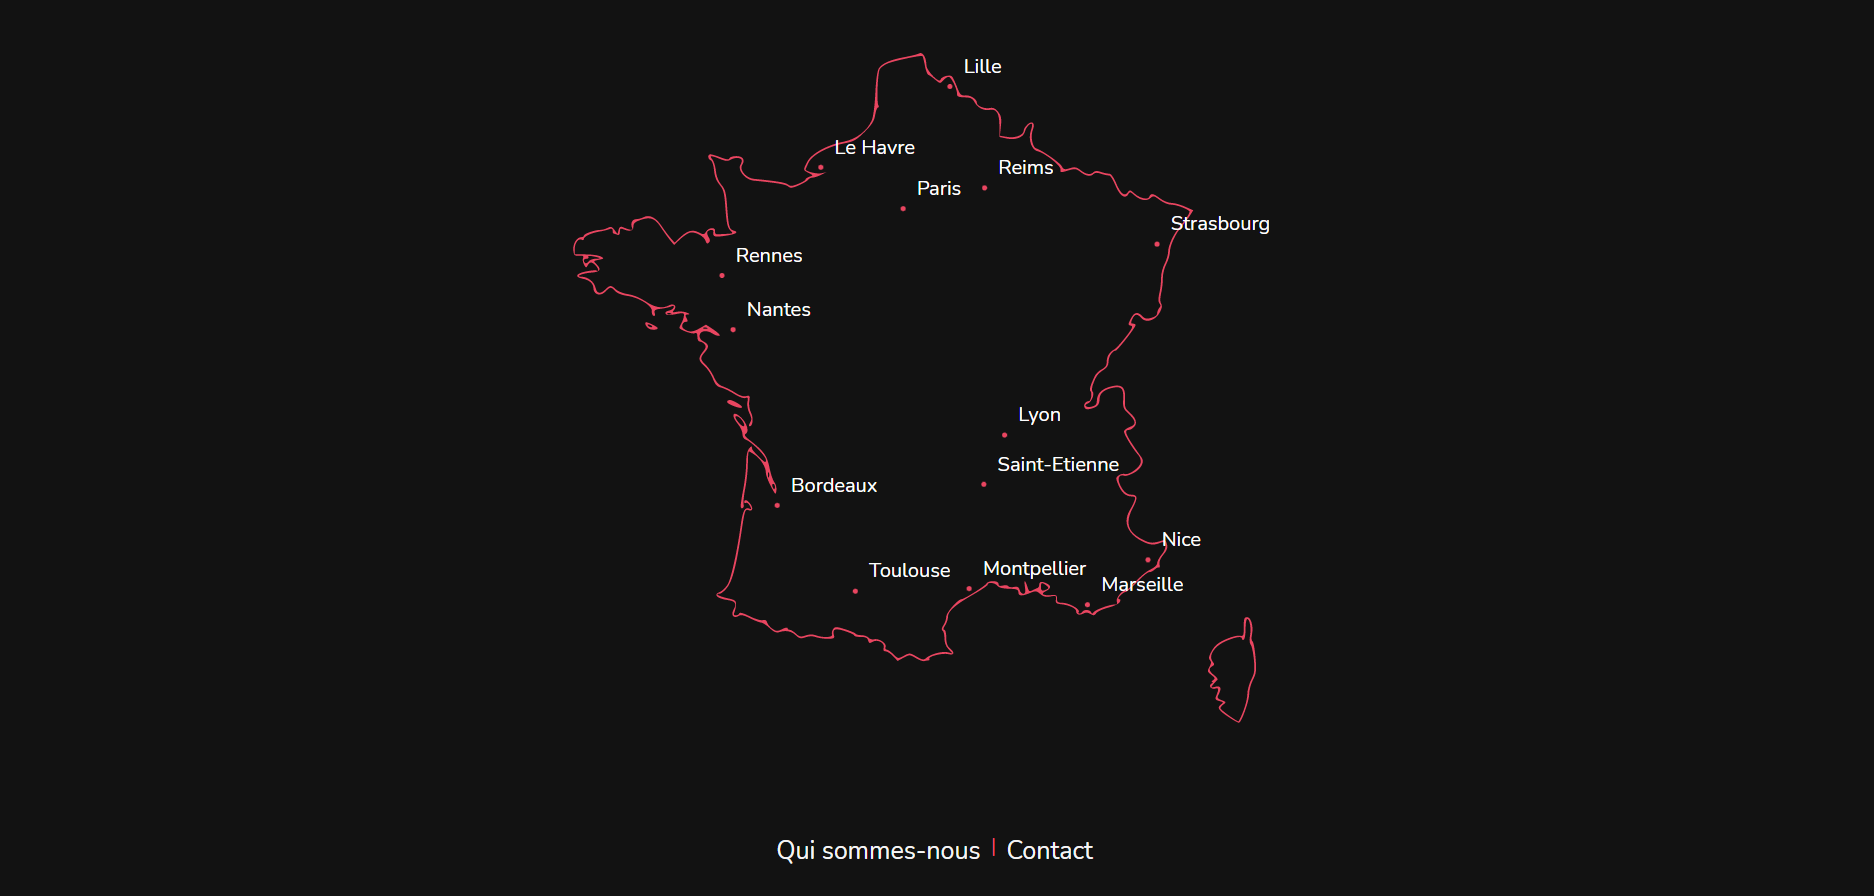 Lille
Le Havre
Reims
Paris
Strasbourg
Rennes
Nantes
Lyon
Saint-Etienne
Bordeaux
Nice
Toulouse
Montpellier
Marseille
Qui sommes-nous | Contact